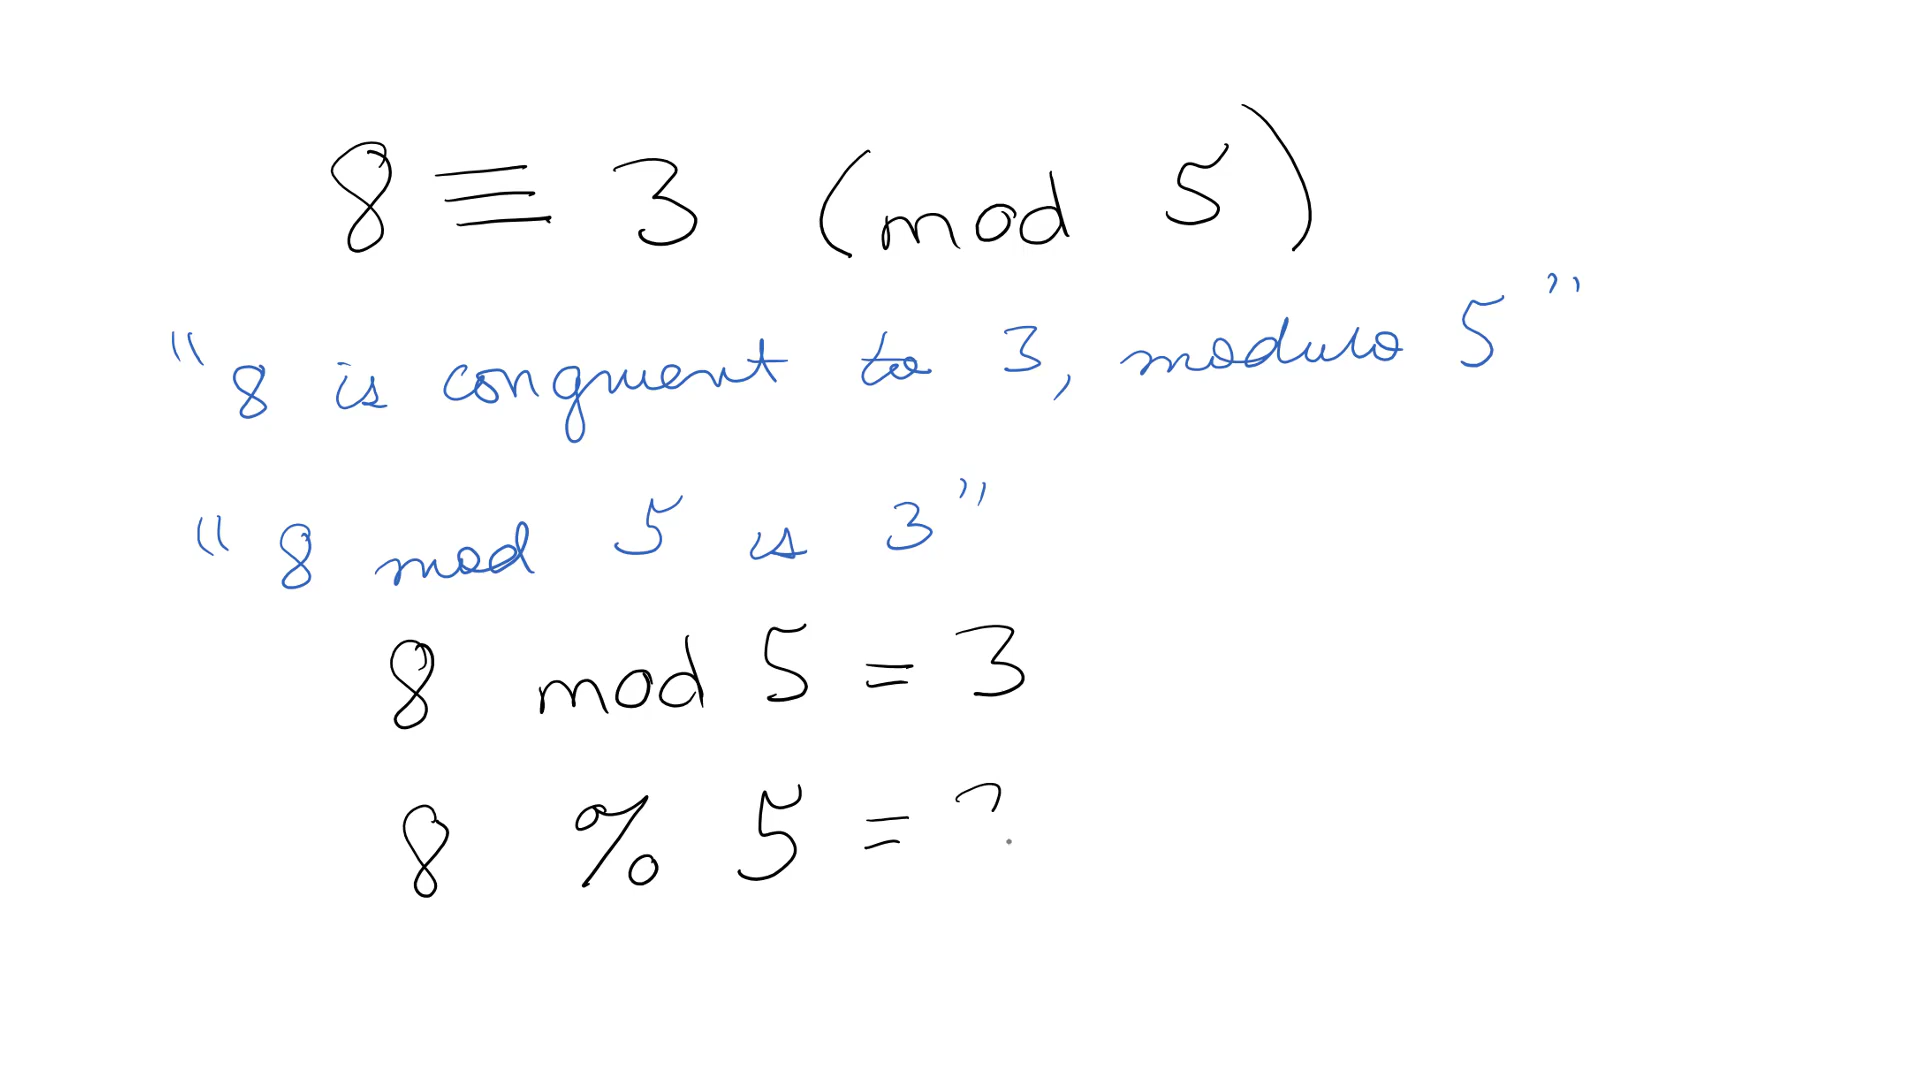 8 ≡ 3 (mod 5)
"8 is congruent to 3, modulo 5"
"8 mod 5 is 3"
8 mod 5 = 3
8 % 5 =